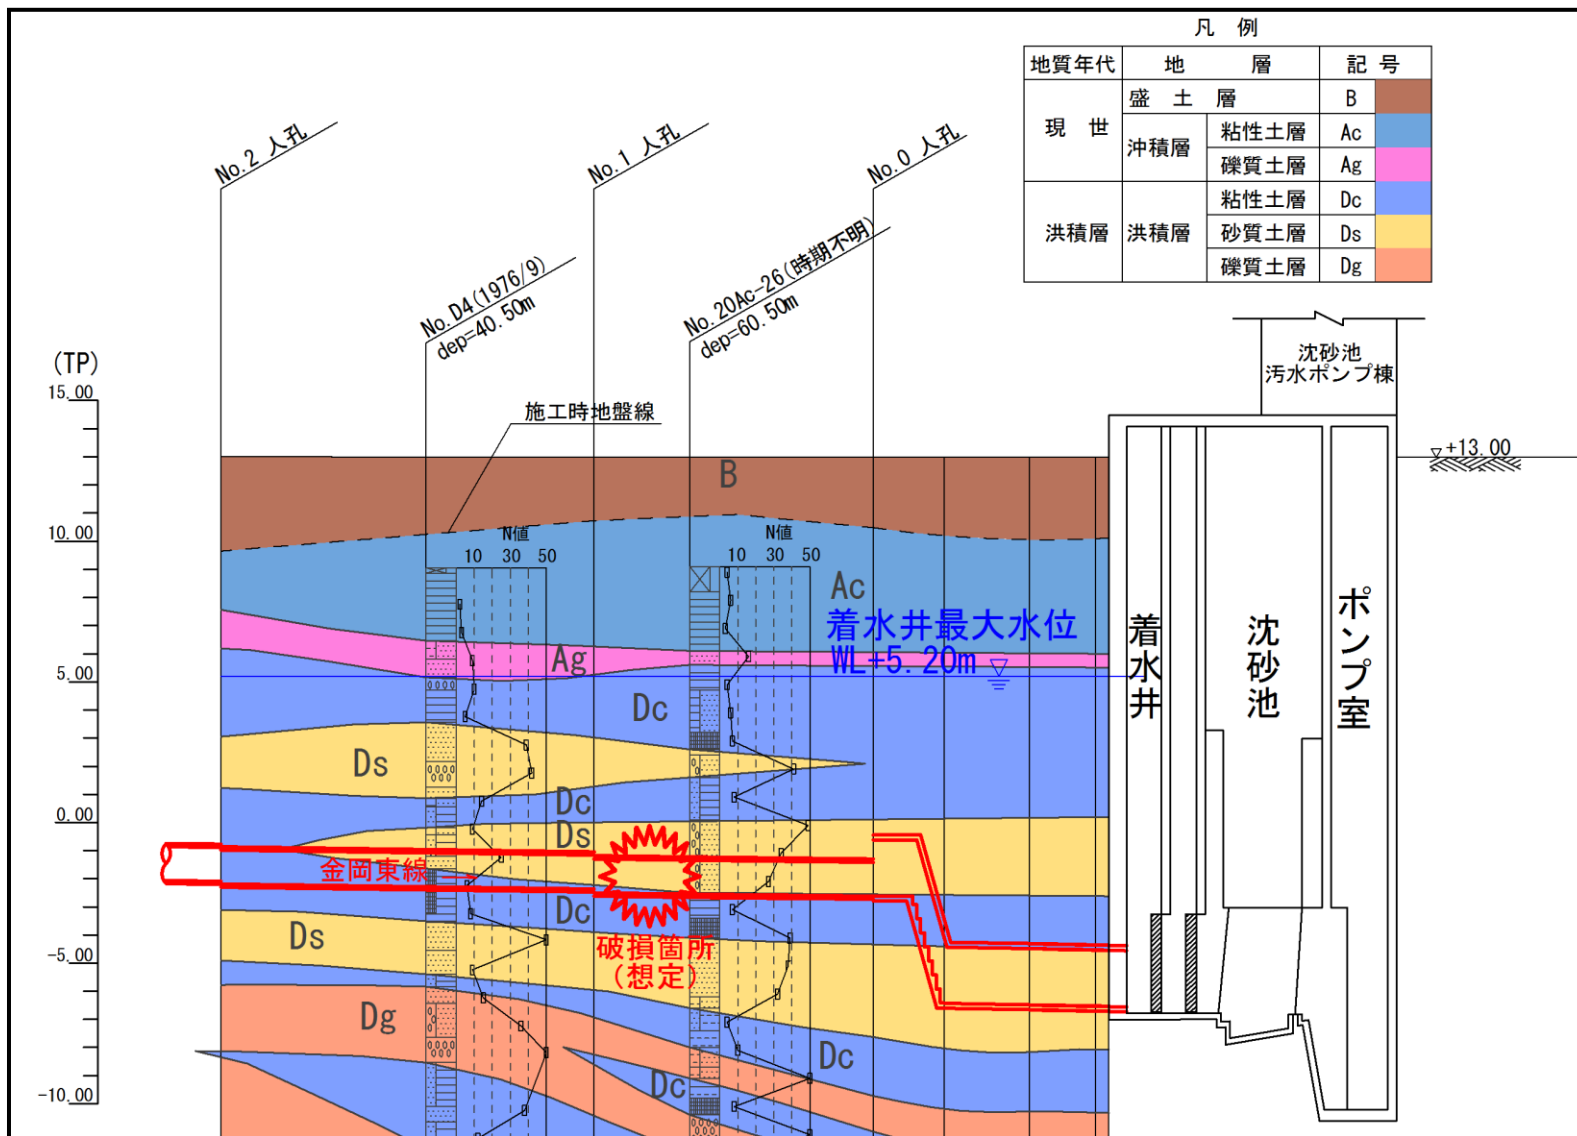 凡 例
地質年代 地 層 記 号
現 世 盛 土 層 B
沖積層 粘性土層 Ac
礫質土層 Ag
洪積層 洪積層 粘性土層 Dc
砂質土層 Ds
礫質土層 Dg
No.2 人孔
No.1 人孔
No.0 人孔
No.D4(1976/9)
dep=40.50m
No.20Ac-26(時期不明)
dep=60.50m
沈砂池
汚水ポンプ棟
(TP)
15.00
施工時地盤線
+13.00
B
10.00
N値
10 30 50
N値
10 30 50
Ac
着水井最大水位
WL+5.20m
着水井
沈砂池
ポンプ室
Ag
5.00
Dc
Ds
Dc
0.00
Ds
金岡東線
Dc
Ds
破損箇所
(想定)
-5.00
Dg
Dc
Dc
-10.00